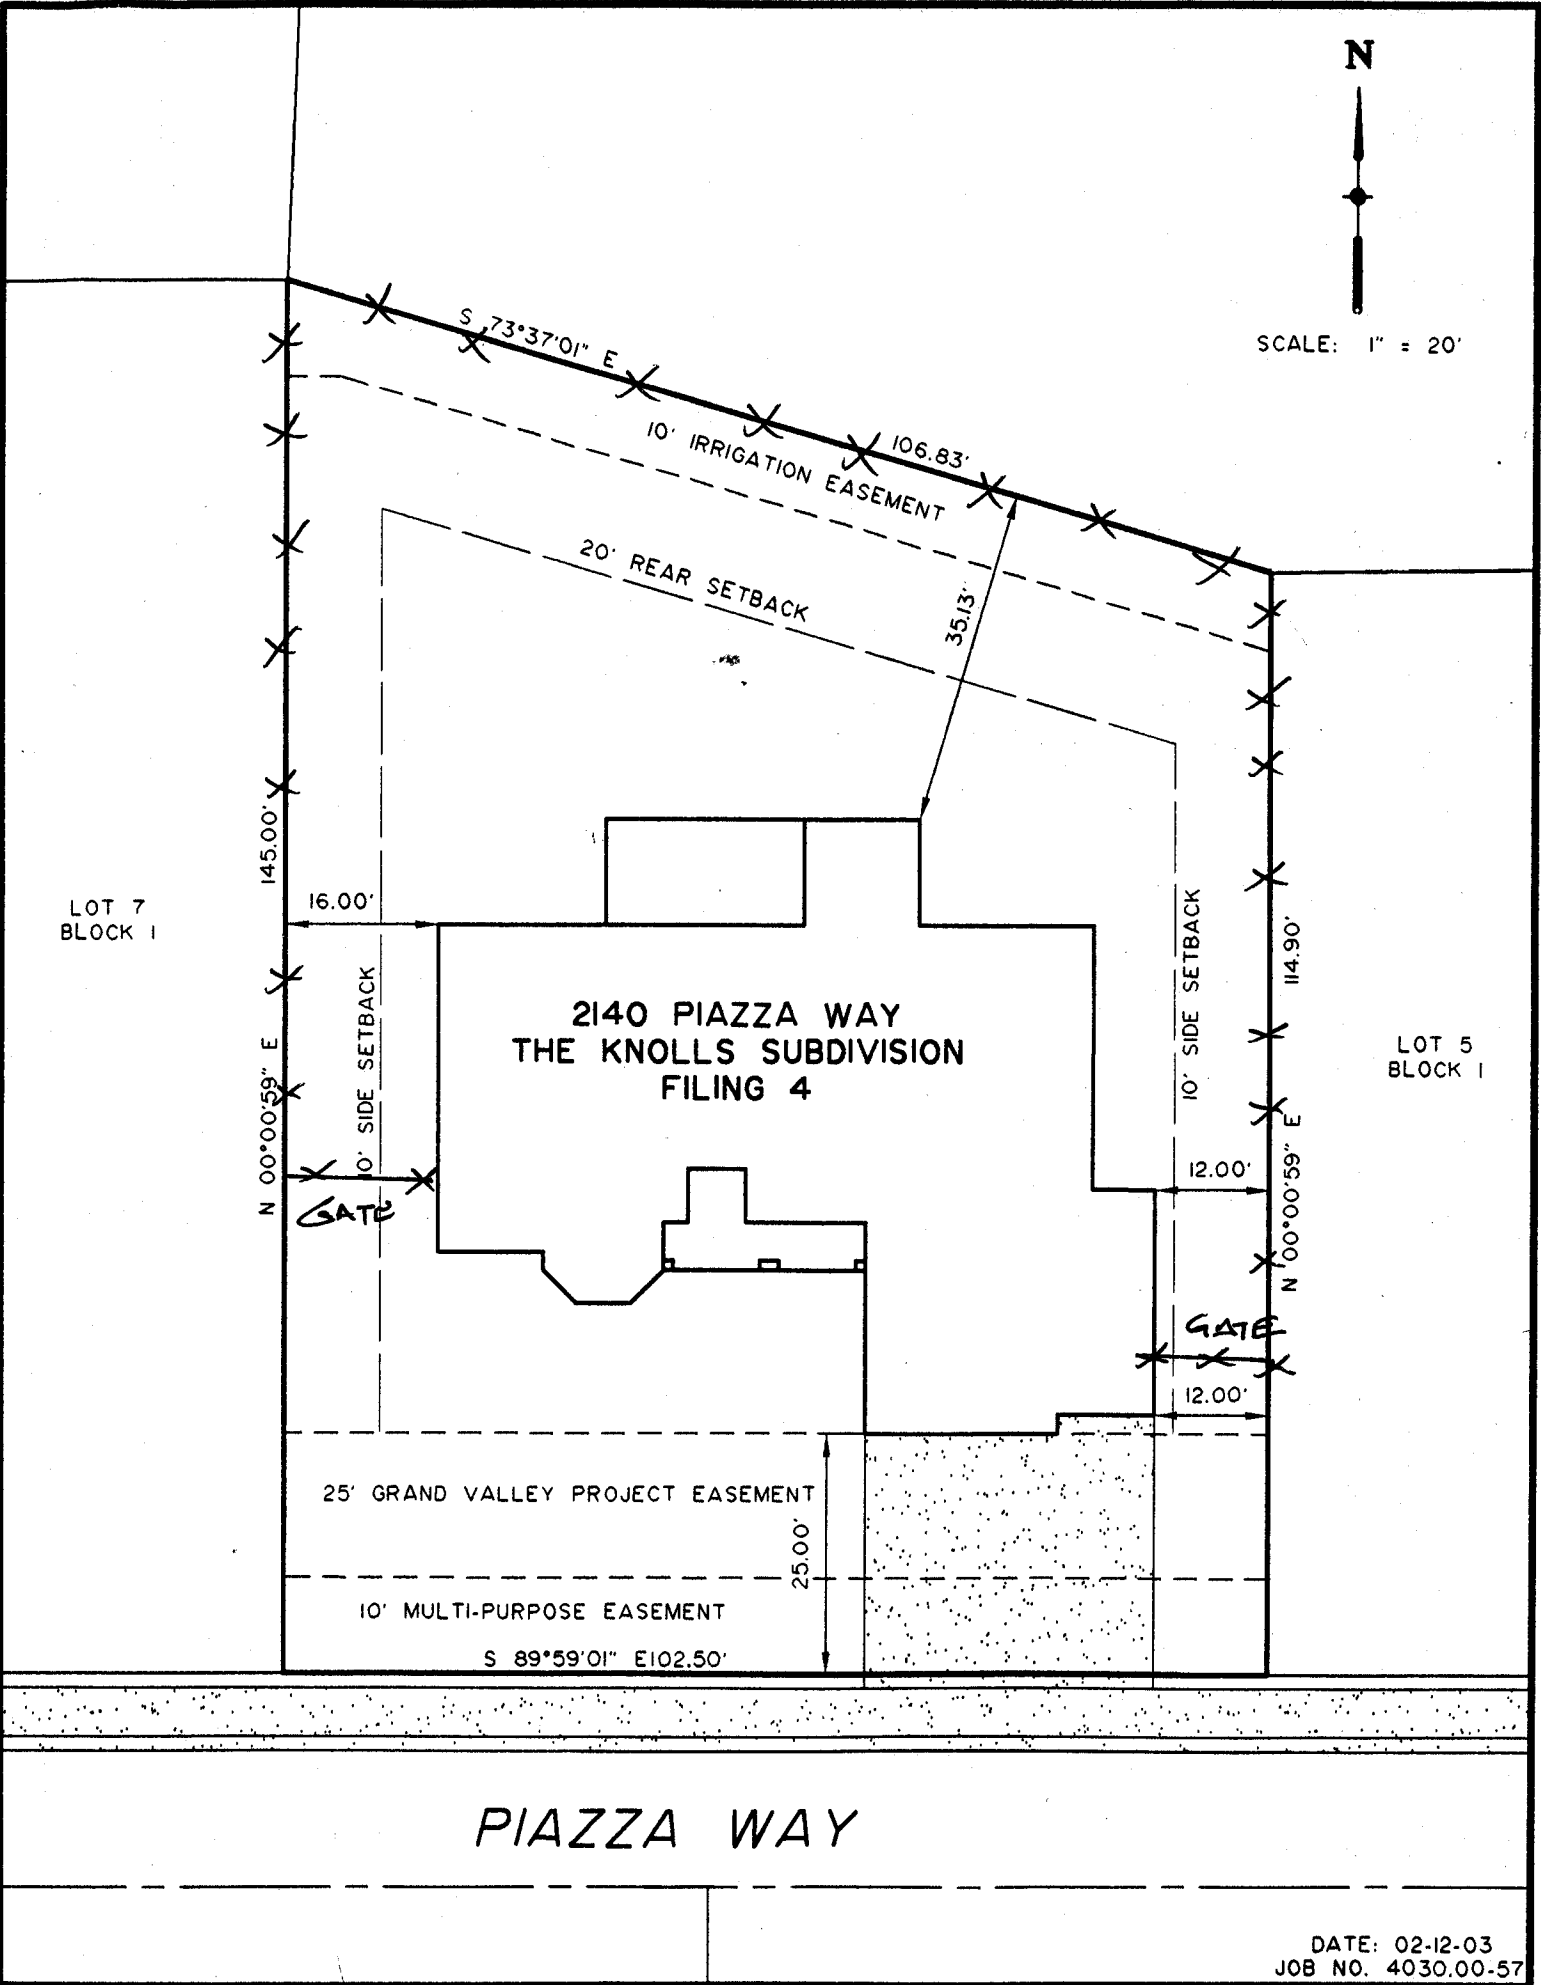 N
SCALE: 1" = 20'
S 73°37'01" E
106.83'
10' IRRIGATION EASEMENT
20' REAR SETBACK
35.13'
145.00'
N 00°00'59" E
LOT 7
BLOCK 1
16.00'
10' SIDE SETBACK
GATE
2140 PIAZZA WAY
THE KNOLLS SUBDIVISION
FILING 4
10' SIDE SETBACK
114.90'
N 00°00'59" E
LOT 5
BLOCK 1
12.00'
GATE
12.00'
25' GRAND VALLEY PROJECT EASEMENT
25.00'
10' MULTI-PURPOSE EASEMENT
S 89°59'01" E102.50'
PIAZZA WAY
DATE: 02-12-03
JOB NO. 4030.00-57